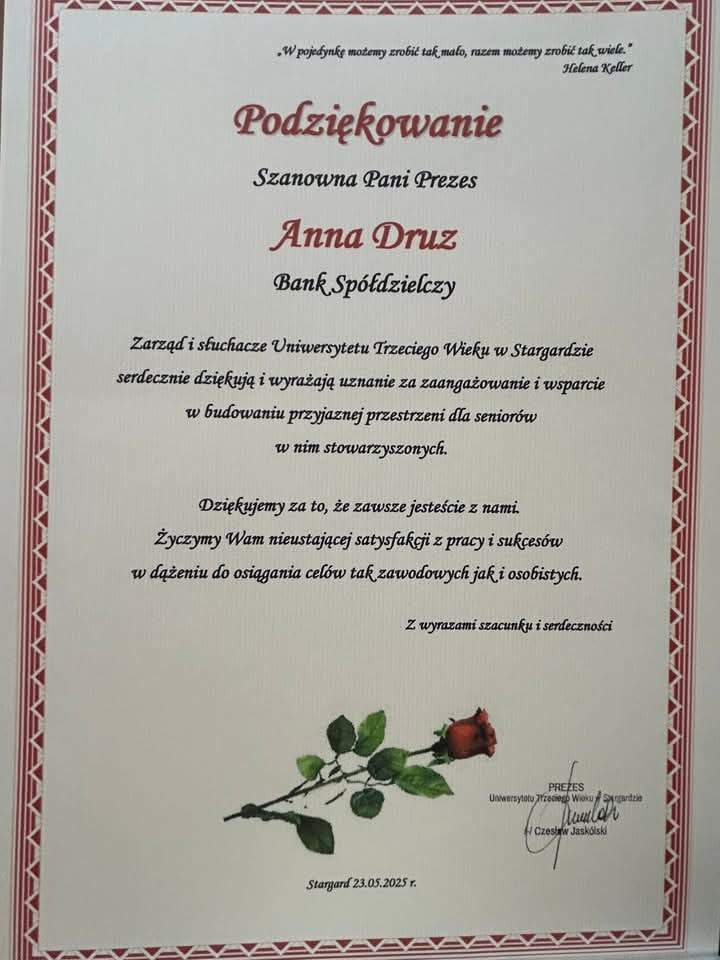 „W pojedynkę możemy zrobić tak mało, razem możemy zrobić tak wiele.”
Helena Keller
Podziękowanie
Szanowna Pani Prezes
Anna Druz
Bank Spółdzielczy
Zarząd i słuchacze Uniwersytetu Trzeciego Wieku w Stargardzie
serdecznie dziękują i wyrażają uznanie za zaangażowanie i wsparcie
w budowaniu przyjaznej przestrzeni dla seniorów
w nim stowarzyszonych.
Dziękujemy za to, że zawsze jesteście z nami.
Życzymy Wam nieustającej satysfakcji z pracy i sukcesów
w dążeniu do osiągania celów tak zawodowych jak i osobistych.
Z wyrazami szacunku i serdeczności
PREZES
Uniwersytetu Trzeciego Wieku w Stargardzie
/-/ Czesław Jaskólski
Stargard 23.05.2025 r.